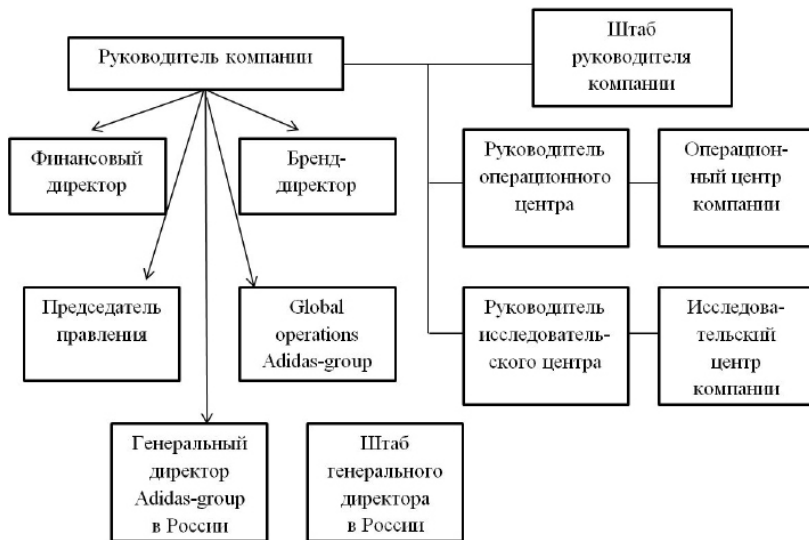 Руководитель компании
Штаб
руководителя
компании
Финансовый
директор
Бренд-
директор
Руководитель
операционного
центра
Операцион-
ный центр
компании
Председатель
правления
Global
operations
Adidas-group
Руководитель
исследователь-
ского центра
Исследова-
тельский
центр
компании
Генеральный
директор
Adidas-group
в России
Штаб
генерального
директора
в России